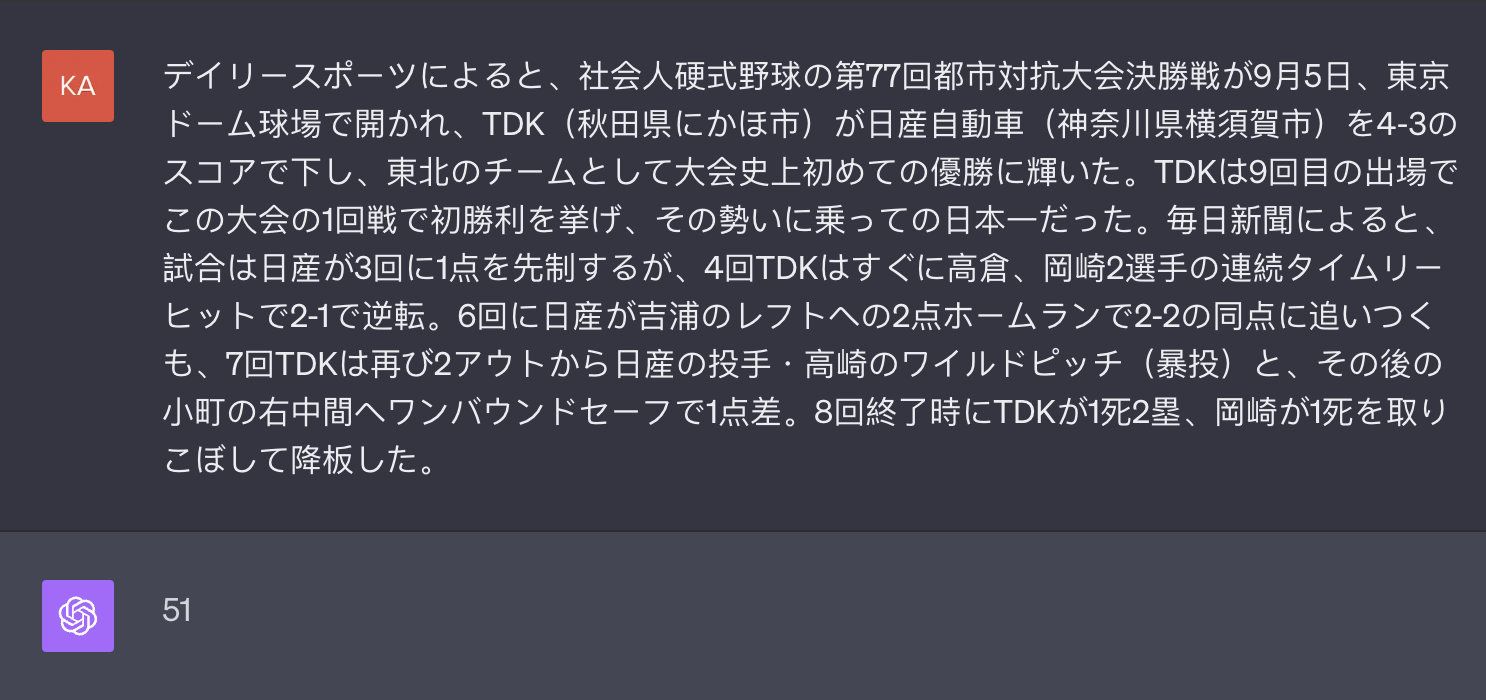 KA
デイリースポーツによると、社会人硬式野球の第77回都市対抗大会決勝戦が9月5日、東京
ドーム球場で開かれ、TDK（秋田県にかほ市）が日産自動車（神奈川県横須賀市）を4-3の
スコアで下し、東北のチームとして大会史上初めての優勝に輝いた。TDKは9回目の出場で
この大会の1回戦で初勝利を挙げ、その勢いに乗っての日本一だった。毎日新聞によると、
試合は日産が3回に1点を先制するが、4回TDKはすぐに高倉、岡崎2選手の連続タイムリー
ヒットで2-1で逆転。6回に日産が吉浦のレフトへの2点ホームランで2-2の同点に追いつく
も、7回TDKは再び2アウトから日産の投手・高崎のワイルドピッチ（暴投）と、その後の
小町の右中間へワンバウンドセーフで1点差。8回終了時にTDKが1死2塁、岡崎が1死を取り
こぼして降板した。
51